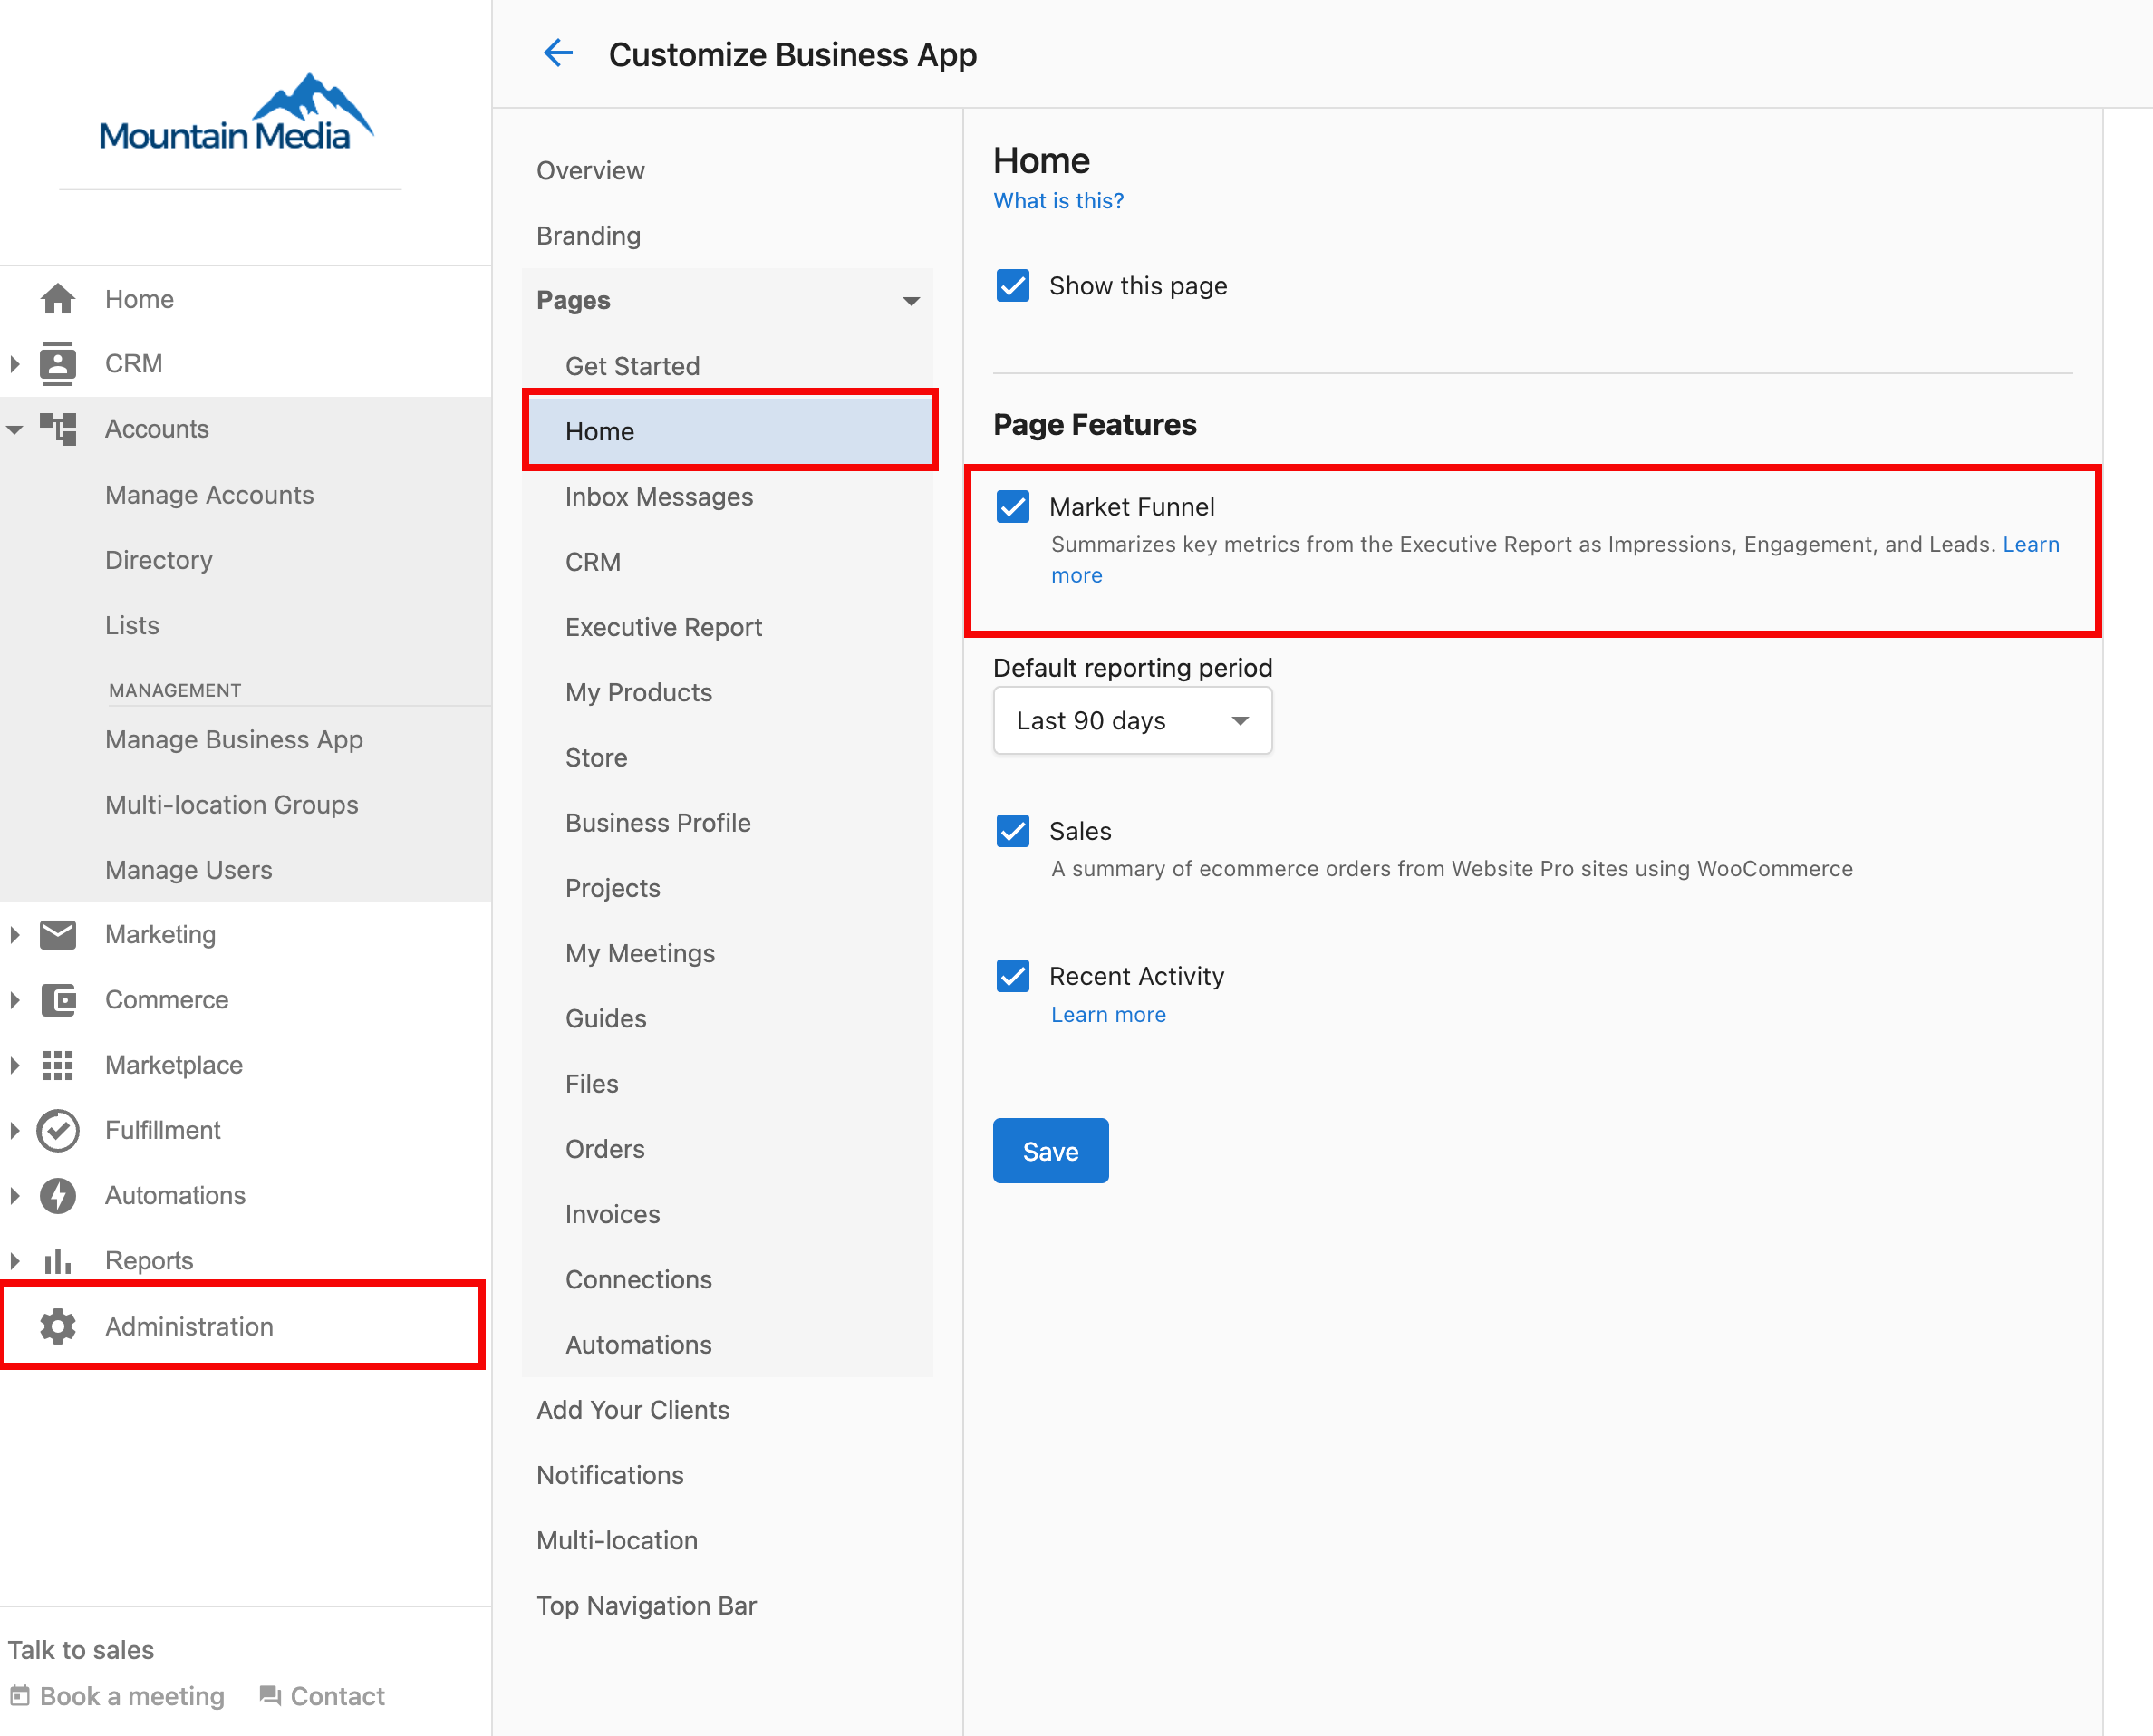 Mountain Media
Home
CRM
Accounts
Manage Accounts
Directory
Lists
MANAGEMENT
Manage Business App
Multi-location Groups
Manage Users
Marketing
Commerce
Marketplace
Fulfillment
Automations
Reports
Administration
Talk to sales
Book a meeting
Contact
Customize Business App
Overview
Branding
Pages
Get Started
Home
Inbox Messages
CRM
Executive Report
My Products
Store
Business Profile
Projects
My Meetings
Guides
Files
Orders
Invoices
Connections
Automations
Add Your Clients
Notifications
Multi-location
Top Navigation Bar
Home
What is this?
Show this page
Page Features
Market Funnel
Summarizes key metrics from the Executive Report as Impressions, Engagement, and Leads. Learn
more
Default reporting period
Last 90 days
Sales
A summary of ecommerce orders from Website Pro sites using WooCommerce
Recent Activity
Learn more
Save